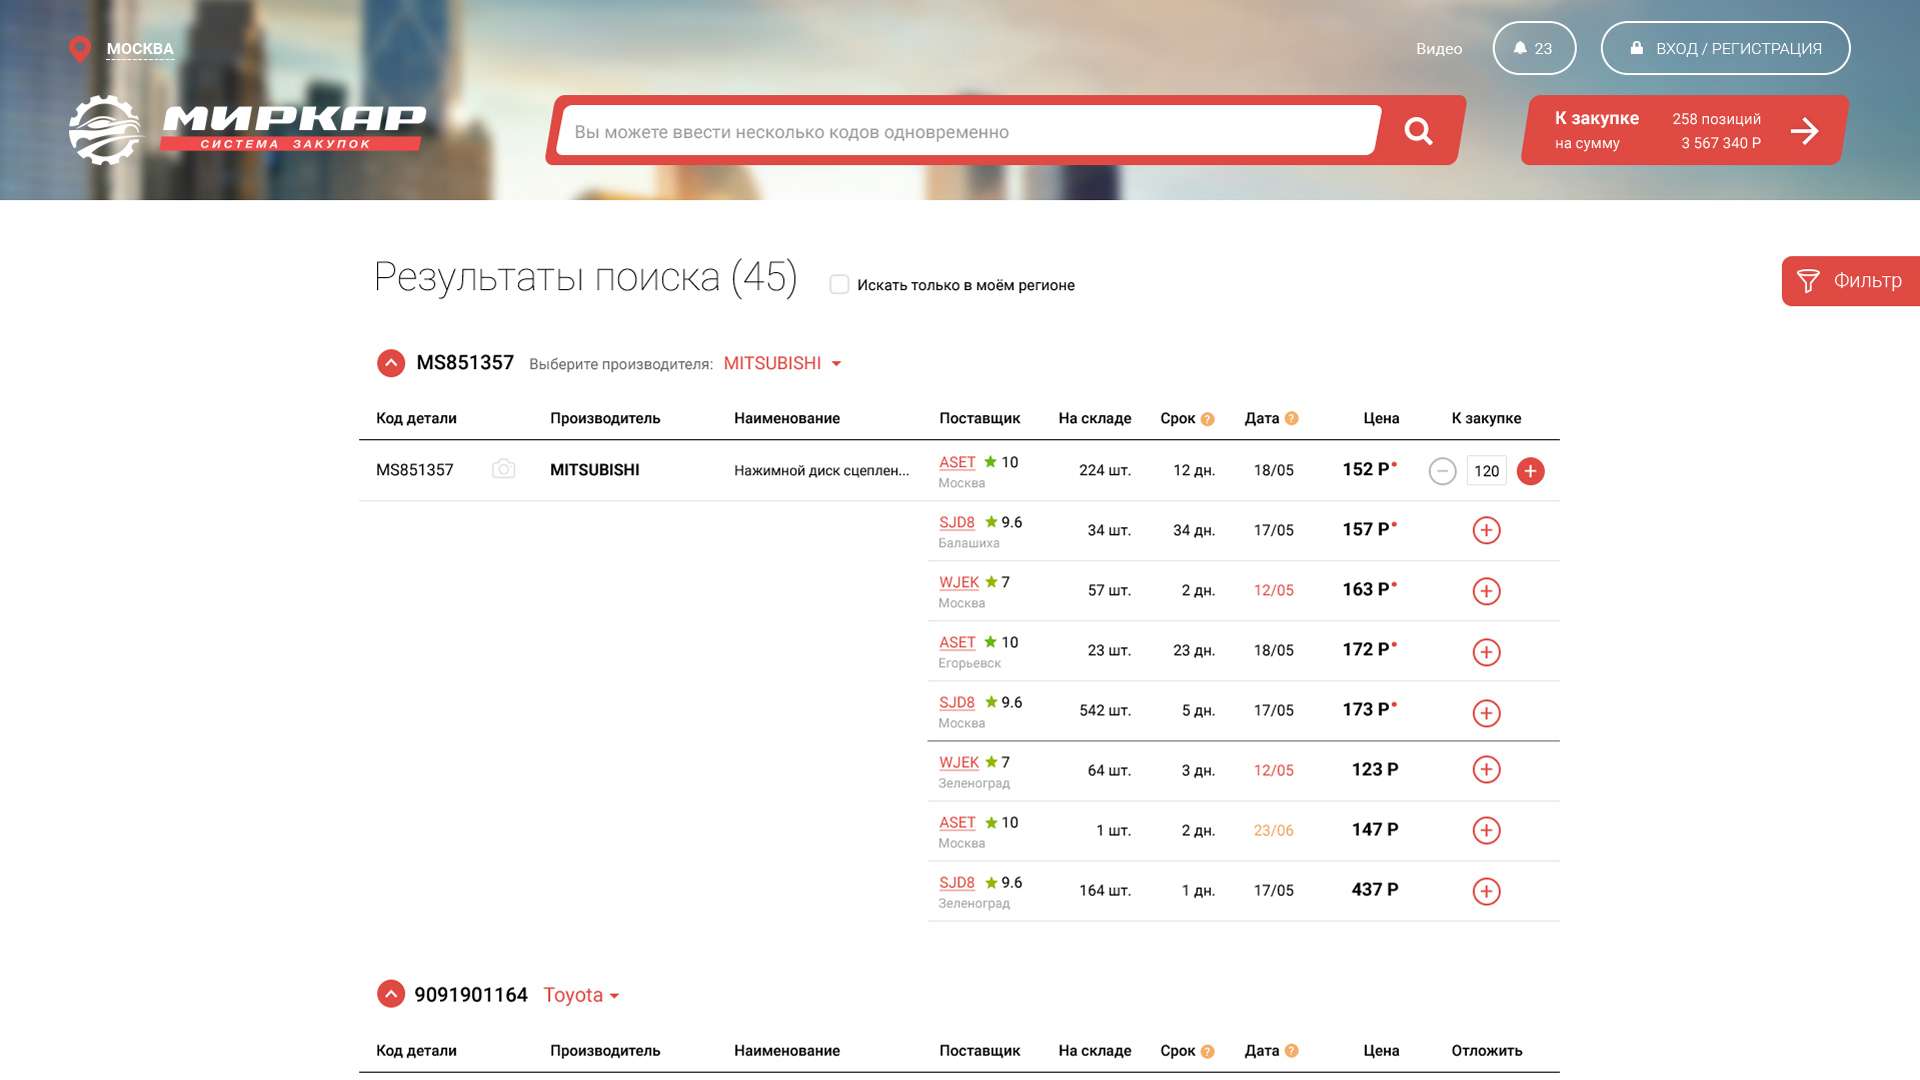 МОСКВА
Видео
23
ВХОД / РЕГИСТРАЦИЯ
МИРКАР
СИСТЕМА ЗАКУПОК
Вы можете ввести несколько кодов одновременно
К закупке 258 позиций
на сумму 3 567 340 Р
Результаты поиска (45)
Искать только в моём регионе
Фильтр
MS851357 Выберите производителя: MITSUBISHI
Код детали Производитель Наименование Поставщик На складе Срок ? Дата ? Цена К закупке
MS851357 MITSUBISHI Нажимной диск сцеплен... ASET 10 224 шт. 12 дн. 18/05 152 Р 120
Москва
SJD8 9.6 34 шт. 34 дн. 17/05 157 Р
Балашиха
WJEK 7 57 шт. 2 дн. 12/05 163 Р
Москва
ASET 10 23 шт. 23 дн. 18/05 172 Р
Егорьевск
SJD8 9.6 542 шт. 5 дн. 17/05 173 Р
Москва
WJEK 7 64 шт. 3 дн. 12/05 123 Р
Зеленоград
ASET 10 1 шт. 2 дн. 23/06 147 Р
Москва
SJD8 9.6 164 шт. 1 дн. 17/05 437 Р
Зеленоград
9091901164 Toyota
Код детали Производитель Наименование Поставщик На складе Срок ? Дата ? Цена Отложить